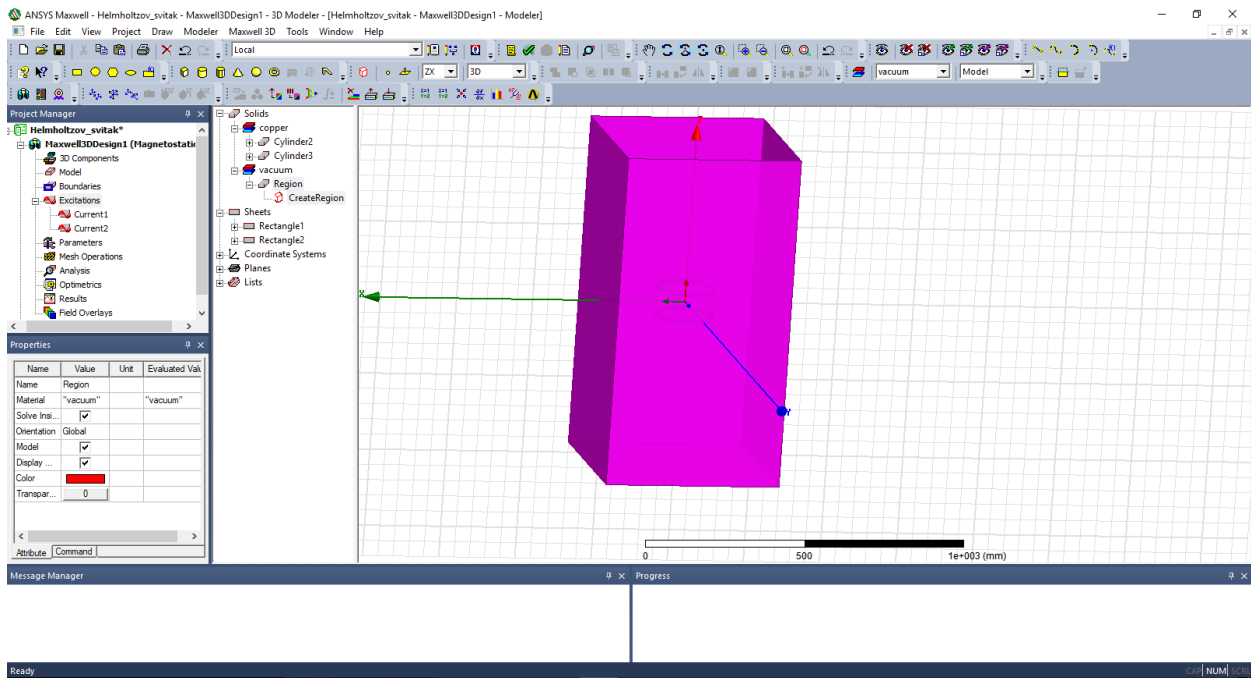 ANSYS Maxwell - Helmholtzov_svitak - Maxwell3DDesign1 - 3D Modeler - [Helmholtzov_svitak - Maxwell3DDesign1 - Modeler]
File Edit View Project Draw Modeler Maxwell 3D Tools Window Help
Local
ZX 3D vacuum Model
Project Manager
Helmholtzov_svitak*
Maxwell3DDesign1 (Magnetostatic
3D Components
Model
Boundaries
Excitations
Current1
Current2
Parameters
Mesh Operations
Analysis
Optimetrics
Results
Field Overlays
Properties
Name Value Unit Evaluated Valu
Name Region
Material "vacuum" "vacuum"
Solve Insi...
Orientation Global
Model
Display ...
Color
Transpar... 0
Attribute Command
Solids
copper
Cylinder2
Cylinder3
vacuum
Region
CreateRegion
Sheets
Rectangle1
Rectangle2
Coordinate Systems
Planes
Lists
Z
X
Y
0 500 1e+003 (mm)
Message Manager
Progress
Ready
CAP NUM SCRL